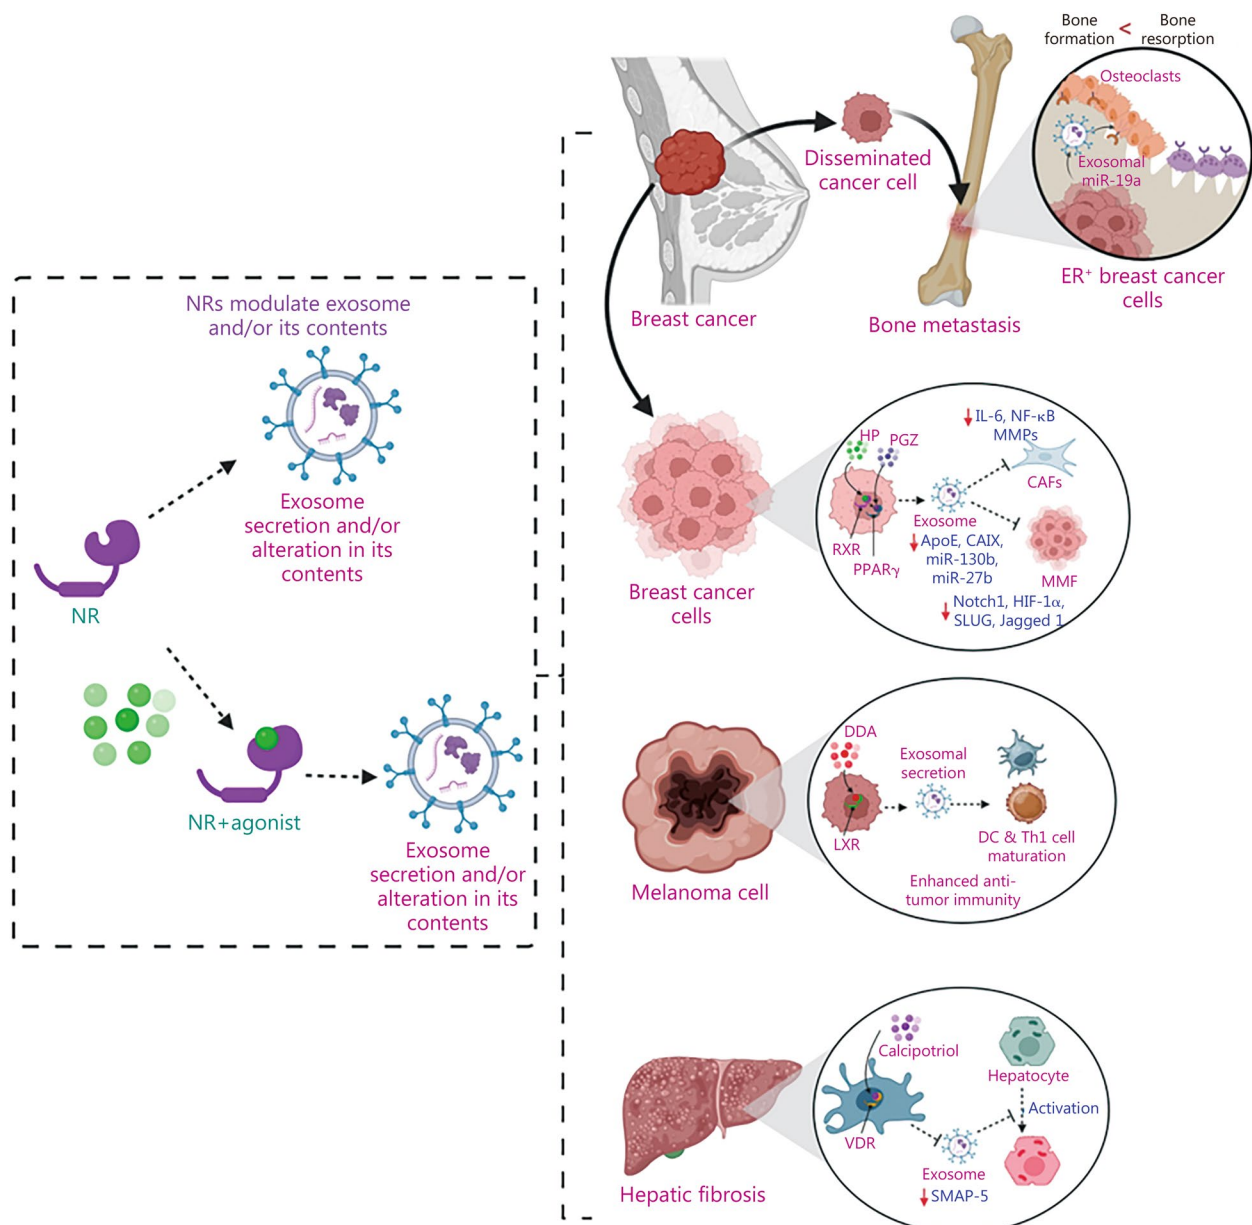 NRs modulate exosome
and/or its contents
Exosome
secretion and/or
alteration in its
contents
NR
NR+agonist
Exosome
secretion and/or
alteration in its
contents
Bone
formation
<
Bone
resorption
Osteoclasts
Exosomal
miR-19a
ER⁺ breast cancer
cells
Disseminated
cancer cell
Breast cancer
Bone metastasis
IL-6, NF-κB
MMPs
HP
PGZ
CAFs
Exosome
RXR
PPARγ
ApoE, CAIX,
miR-130b,
miR-27b
MMF
Notch1, HIF-1α,
SLUG, Jagged 1
Breast cancer
cells
DDA
Exosomal
secretion
LXR
DC & Th1 cell
maturation
Enhanced anti-
tumor immunity
Melanoma cell
Calcipotriol
Hepatocyte
Activation
VDR
Exosome
SMAP-5
Hepatic fibrosis